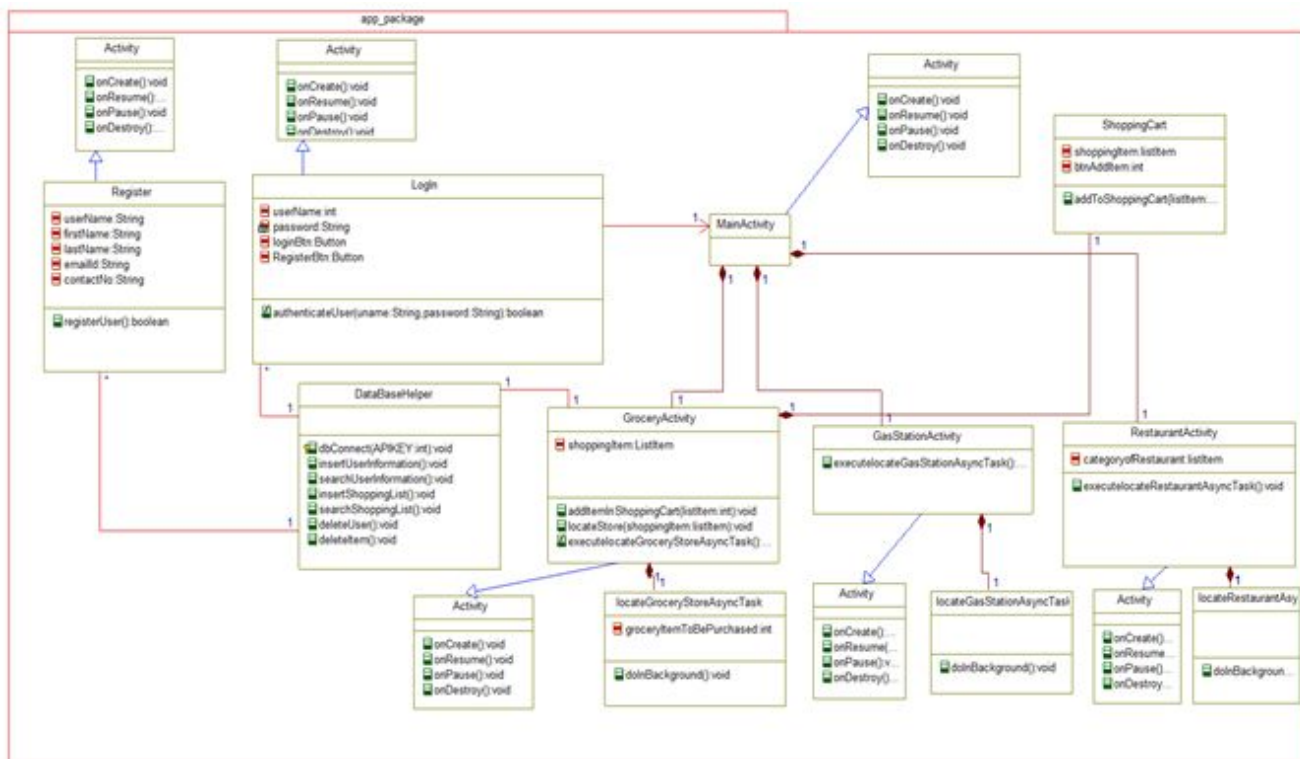 app_package
Activity
onCreate():void
onResume():...
onPause():void
onDestroy():...
Activity
onCreate():void
onResume():void
onPause():void
onDestroy():void
Activity
onCreate():void
onResume():void
onPause():void
onDestroy():void
ShoppingCart
shoppingItem:listItem
btnAddItem:int
addToShoppingCart(listItem:...
Register
userName:String
firstName:String
lastName:String
emailId:String
contactNo:String
registerUser():boolean
LogIn
userName:int
password:String
loginBtn:Button
RegisterBtn:Button
authenticateUser(uname:String,password:String):boolean
1
MainActivity
1
1
1
1
1
*
*
1
1
DataBaseHelper
dbConnect(APIKEY:int):void
insertUserInformation():void
searchUserInformation():void
insertShoppingList():void
searchShoppingList():void
deleteUser():void
deleteItem():void
1
1
1
GroceryActivity
shoppingItem:ListItem
addItemInShoppingCart(listItem:int):void
locateStore(shoppingItem:listItem):void
executelocateGroceryStoreAsyncTask():...
1
1
GasStationActivity
executelocateGasStationAsyncTask():...
1
RestaurantActivity
categoryofRestaurant:listItem
executelocateRestaurantAsyncTask():void
1
1
1
1
1
Activity
onCreate():void
onResume():void
onPause():void
onDestroy():void
locateGroceryStoreAsyncTask
groceryItemToBePurchased:int
doInBackground():void
Activity
onCreate():...
onResume(...
onPause():v...
onDestroy()...
locateGasStationAsyncTask
doInBackground():void
Activity
onCreate()...
onResume...
onPause()...
onDestroy...
locateRestaurantAsy
doInBackgroun...